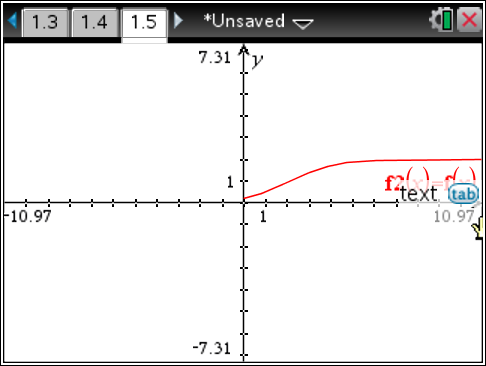 1.3 1.4 1.5 *Unsaved
7.31 y
1
f2(x)=f(x)
text tab
-10.97 1 10.97
-7.31